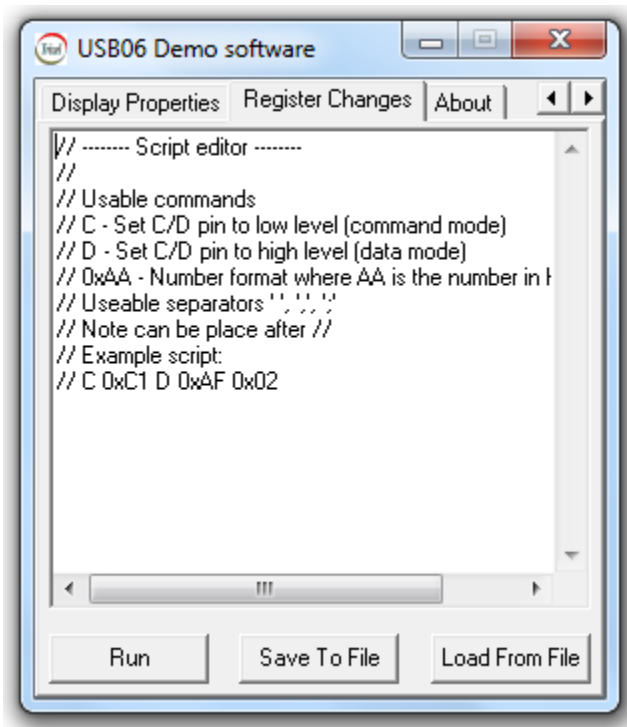 USB06 Demo software
Display Properties Register Changes About
// -------- Script editor --------
//
// Usable commands
// C - Set C/D pin to low level (command mode)
// D - Set C/D pin to high level (data mode)
// 0xAA - Number format where AA is the number in
// Useable separators ' ', ',', ';'
// Note can be place after //
// Example script:
// C 0xC1 D 0xAF 0x02
Run Save To File Load From File